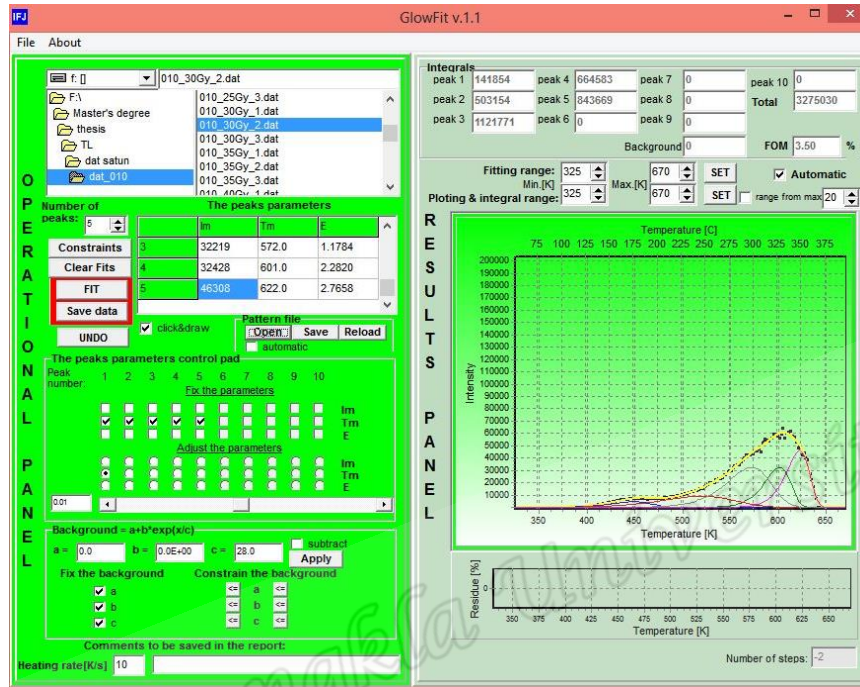 IFJ GlowFit v.1.1
File About
f: [] 010_30Gy_2.dat
F:\
Master's degree
thesis
TL
dat satun
dat_010
010_25Gy_3.dat
010_30Gy_1.dat
010_30Gy_2.dat
010_30Gy_3.dat
010_35Gy_1.dat
010_35Gy_2.dat
010_35Gy_3.dat
010_40Gy_1.dat
OPERATIONAL PANEL
Number of peaks: 5
The peaks parameters
Im Tm E
3 32219 572.0 1.1784
4 32428 601.0 2.2820
5 46308 622.0 2.7658
Constraints
Clear Fits
FIT
Save data
UNDO
click&draw
Pattern file
Open Save Reload
automatic
The peaks parameters control pad
Peak number: 1 2 3 4 5 6 7 8 9 10
Fix the parameters
Im
Tm
E
Adjust the parameters
Im
Tm
E
0.01
Background = a+b*exp(x/c)
a = 0.0 b = 0.0E+00 c = 28.0
subtract
Apply
Fix the background Constrain the background
a <= a <=
b <= b <=
c <= c <=
Comments to be saved in the report:
Heating rate[K/s] 10
Integrals
peak 1 141854 peak 4 664583 peak 7 0 peak 10 0
peak 2 503154 peak 5 843669 peak 8 0 Total 3275030
peak 3 1121771 peak 6 0 peak 9 0
Background 0 FOM 3.50 %
Fitting range: 325 670 SET Automatic
Min.[K] Max.[K]
Ploting & integral range: 325 670 SET range from max 20
RESULTS PANEL
Temperature [C]
75 100 125 150 175 200 225 250 275 300 325 350 375
Intensity
200000
190000
180000
170000
160000
150000
140000
130000
120000
110000
100000
90000
80000
70000
60000
50000
40000
30000
20000
10000
350 400 450 500 550 600 650
Temperature [K]
Residue [%]
0
350 375 400 425 450 475 500 525 550 575 600 625 650
Temperature [K]
Number of steps: -2